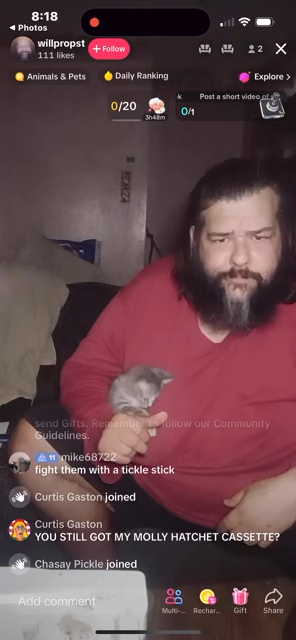 8:18
Photos
willpropst
111 likes
+ Follow
2
Animals & Pets
Daily Ranking
Explore >
0/20
3h48m
Post a short video of
0/1
send Gifts. Remember to follow our Community
Guidelines.
11 mike68722
fight them with a tickle stick
Curtis Gaston joined
Curtis Gaston
YOU STILL GOT MY MOLLY HATCHET CASSETTE?
Chasay Pickle joined
Add comment
Multi-...
Rechar...
Gift
Share